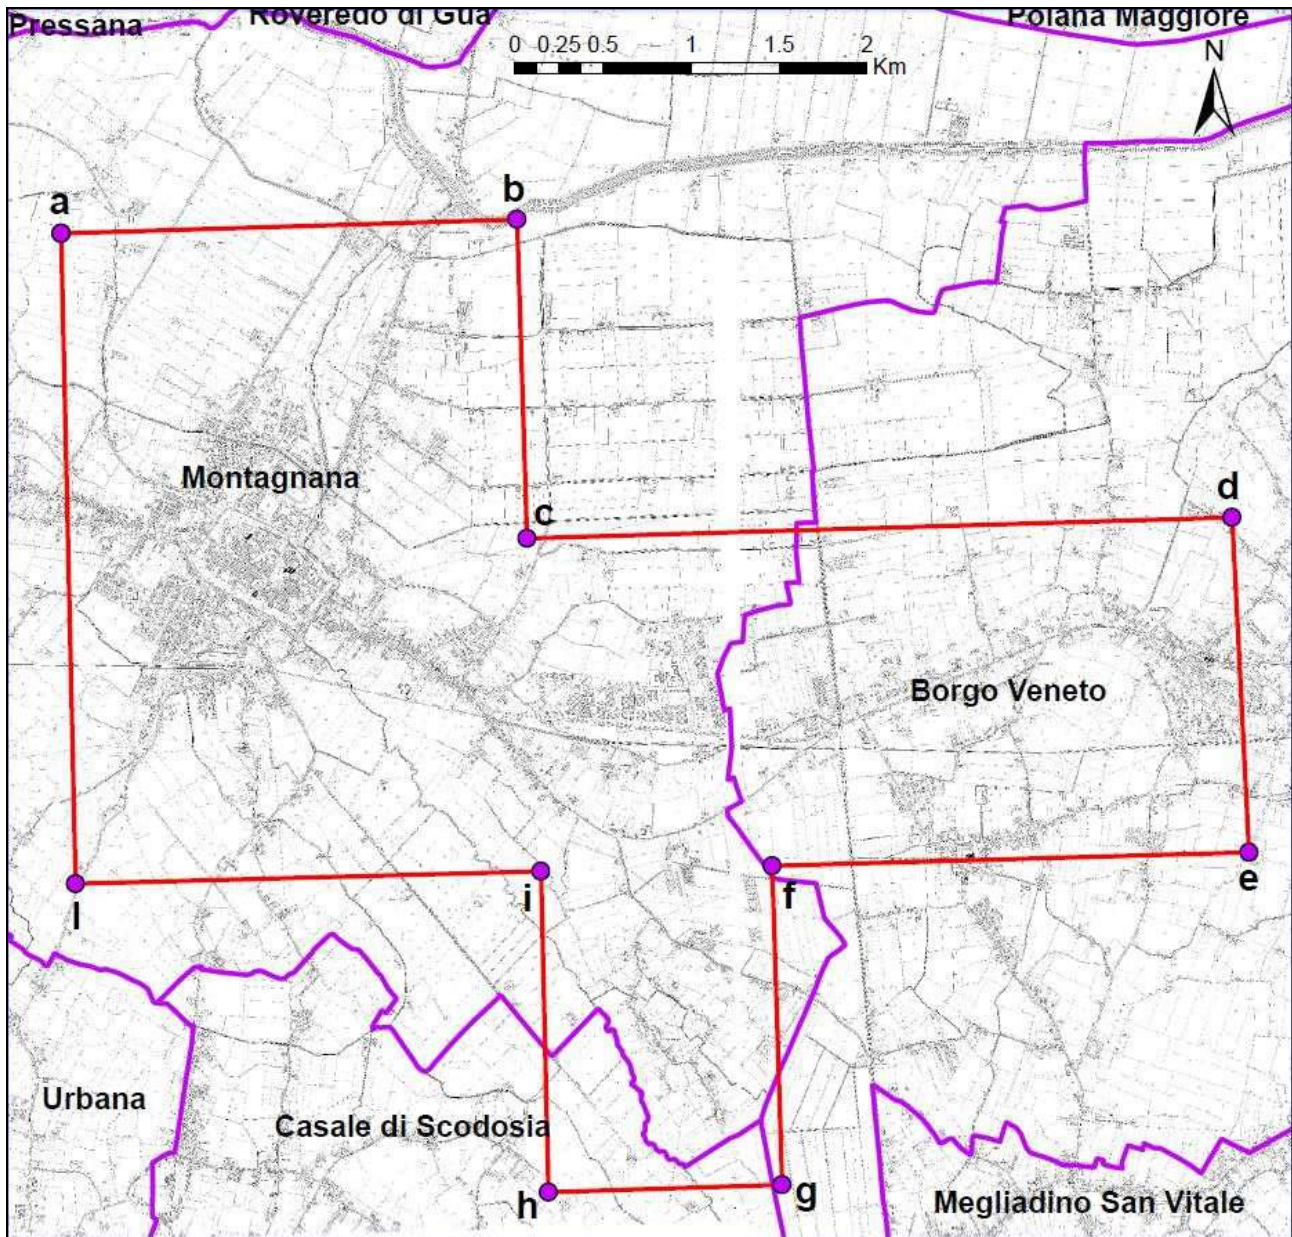 Pressana
Roveredo di Guà
Poiana Maggiore
0 0.25 0.5 1 1.5 2
Km
N
a
b
Montagnana
c
d
Borgo Veneto
e
f
i
l
Urbana
Casale di Scodosia
h
g
Megliadino San Vitale